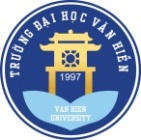 TRƯỜNG ĐẠI HỌC VĂN HIẾN
1997
VAN HIEN
UNIVERSITY